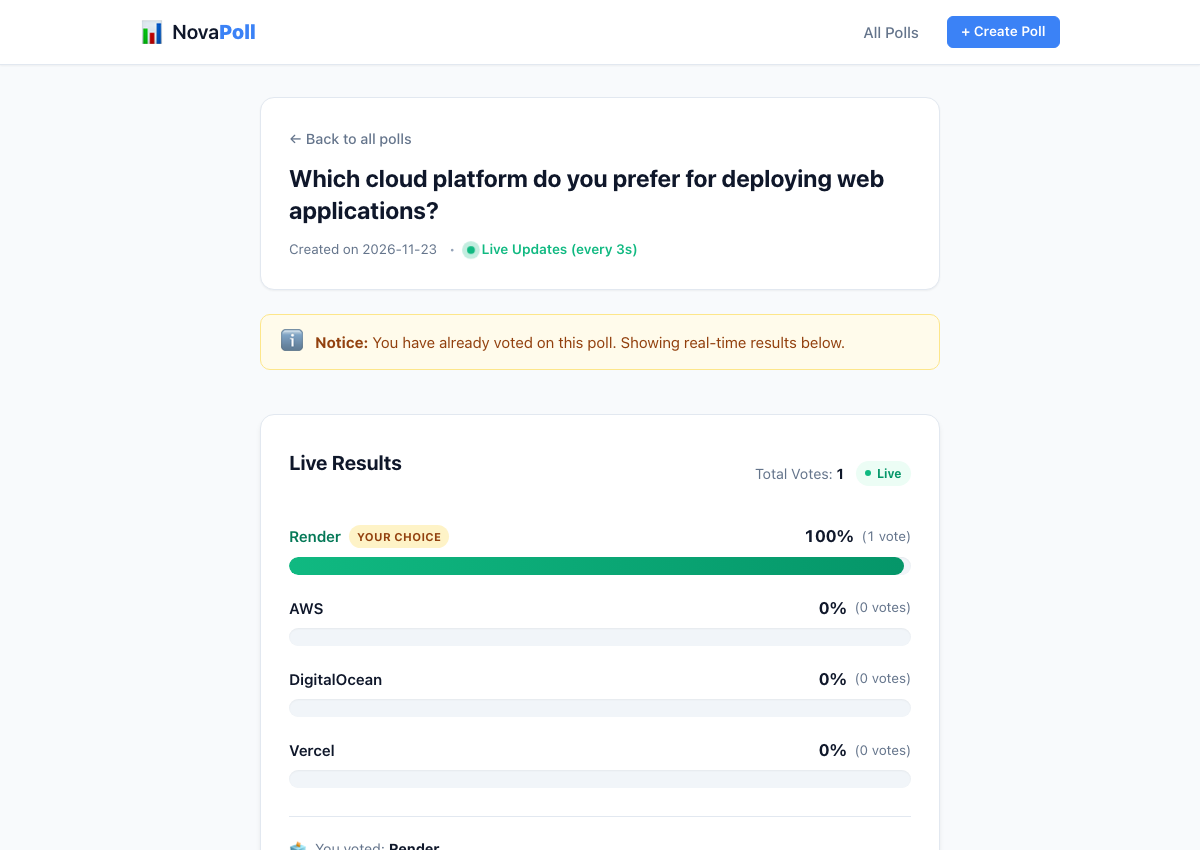 NovaPoll
All Polls
+ Create Poll
← Back to all polls
Which cloud platform do you prefer for deploying web
applications?
Created on 2026-11-23 • Live Updates (every 3s)
Notice: You have already voted on this poll. Showing real-time results below.
Live Results
Total Votes: 1
Live
Render YOUR CHOICE 100% (1 vote)
AWS 0% (0 votes)
DigitalOcean 0% (0 votes)
Vercel 0% (0 votes)
You voted: Render